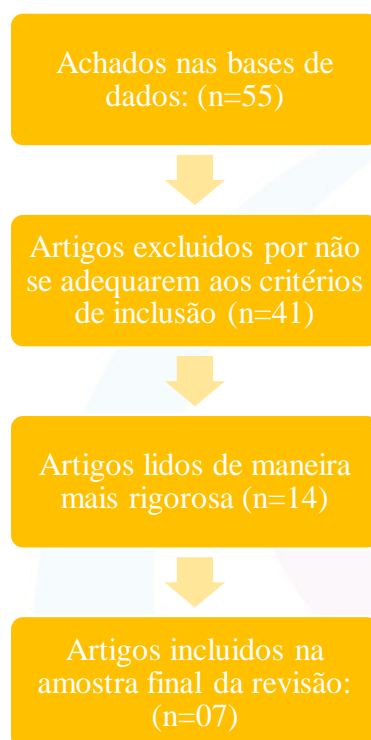 Achados nas bases de
dados: (n=55)
Artigos excluidos por não
se adequarem aos critérios
de inclusão (n=41)
Artigos lidos de maneira
mais rigorosa (n=14)
Artigos incluidos na
amostra final da revisão:
(n=07)